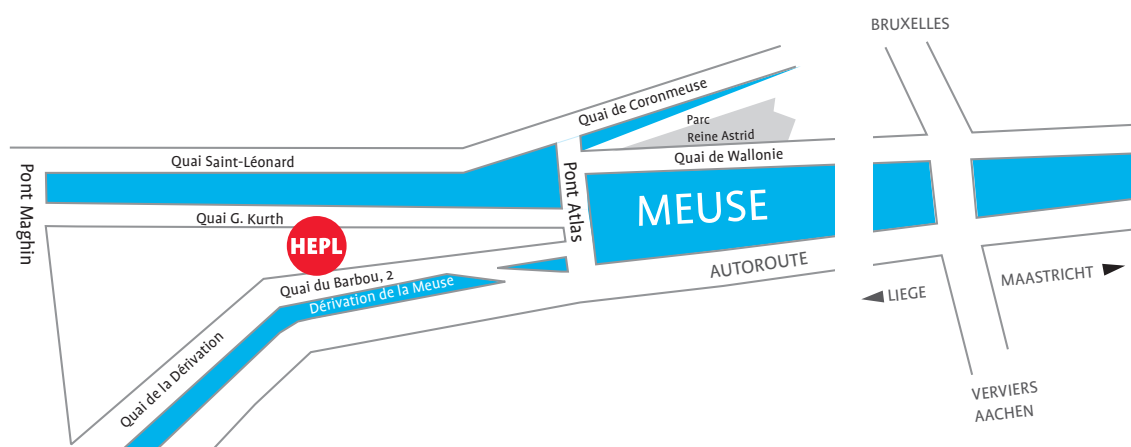 BRUXELLES
Quai de Coronmeuse
Parc
Reine Astrid
Quai Saint-Léonard
Quai de Wallonie
Pont Maghin
Pont Atlas
MEUSE
Quai G. Kurth
HEPL
AUTOROUTE
MAASTRICHT
Quai du Barbou, 2
Dérivation de la Meuse
LIEGE
Quai de la Dérivation
VERVIERS
AACHEN